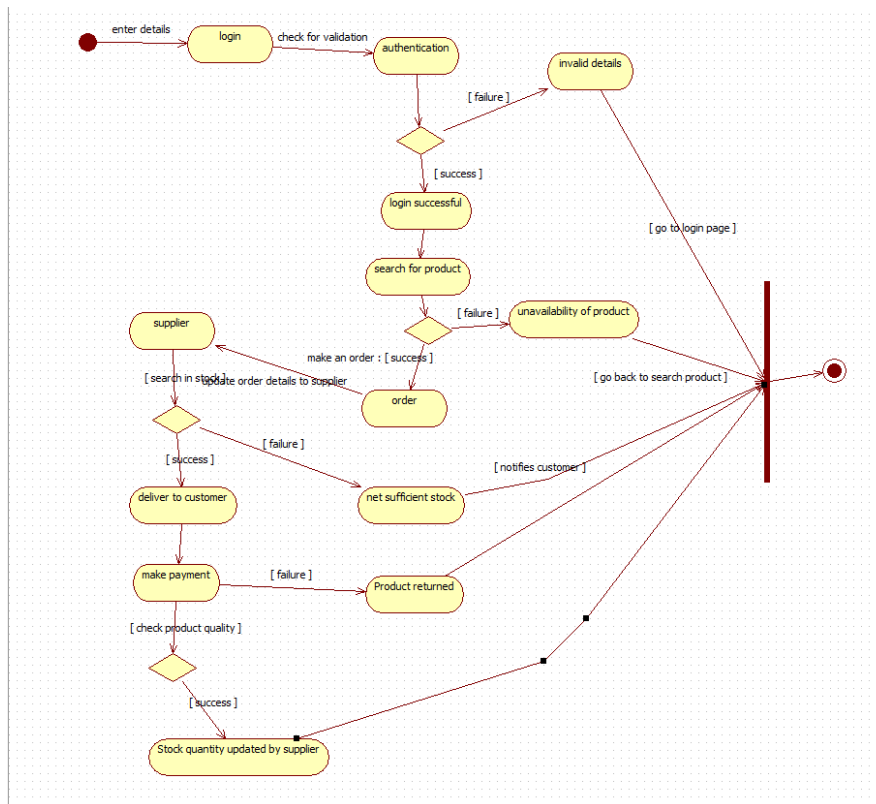 enter details
login
check for validation
authentication
invalid details
[ failure ]
[ success ]
login successful
[ go to login page ]
search for product
[ failure ]
unavailability of product
supplier
make an order : [ success ]
[ search in stock ]
update order details to supplier
[ go back to search product ]
order
[ failure ]
[ success ]
[ notifies customer ]
deliver to customer
net sufficient stock
make payment
[ failure ]
Product returned
[ check product quality ]
[ success ]
Stock quantity updated by supplier